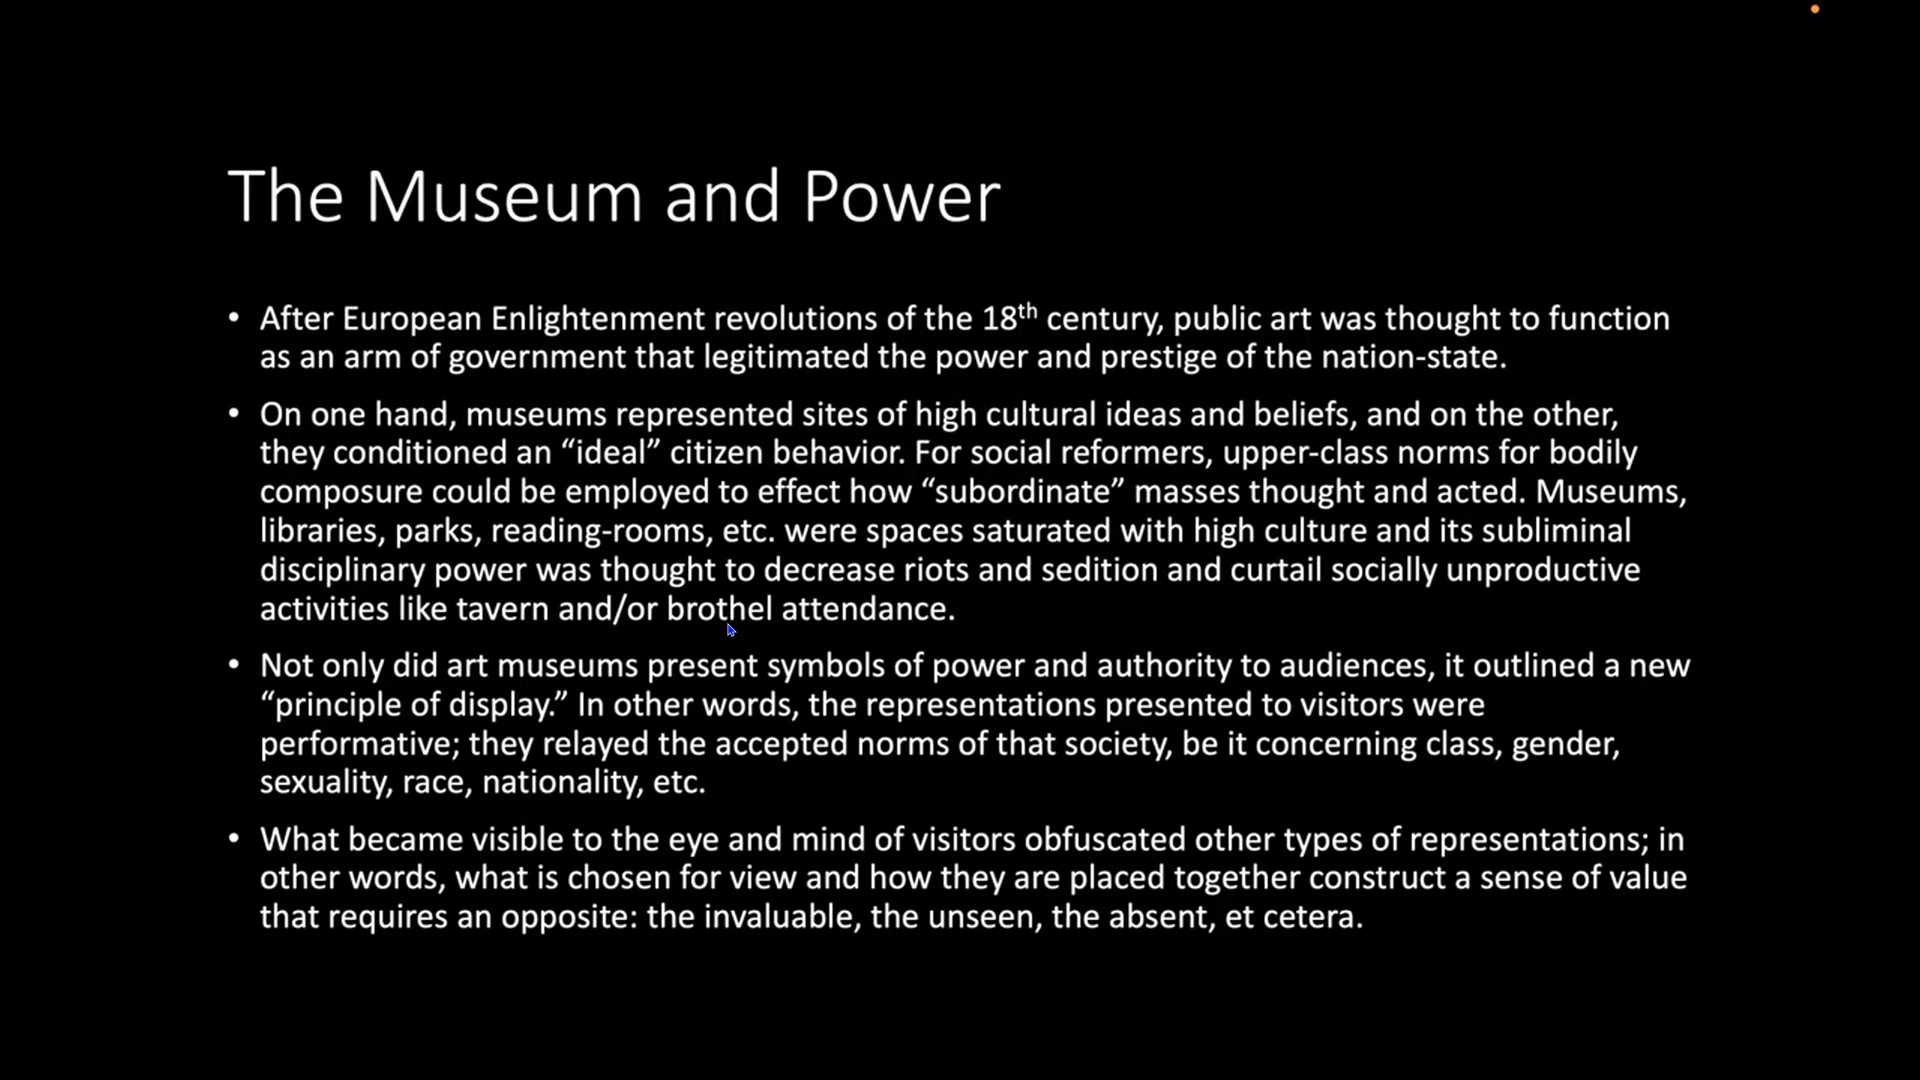 The Museum and Power
• After European Enlightenment revolutions of the 18th century, public art was thought to function
as an arm of government that legitimated the power and prestige of the nation-state.
• On one hand, museums represented sites of high cultural ideas and beliefs, and on the other,
they conditioned an “ideal” citizen behavior. For social reformers, upper-class norms for bodily
composure could be employed to effect how “subordinate” masses thought and acted. Museums,
libraries, parks, reading-rooms, etc. were spaces saturated with high culture and its subliminal
disciplinary power was thought to decrease riots and sedition and curtail socially unproductive
activities like tavern and/or brothel attendance.
• Not only did art museums present symbols of power and authority to audiences, it outlined a new
“principle of display.” In other words, the representations presented to visitors were
performative; they relayed the accepted norms of that society, be it concerning class, gender,
sexuality, race, nationality, etc.
• What became visible to the eye and mind of visitors obfuscated other types of representations; in
other words, what is chosen for view and how they are placed together construct a sense of value
that requires an opposite: the invaluable, the unseen, the absent, et cetera.